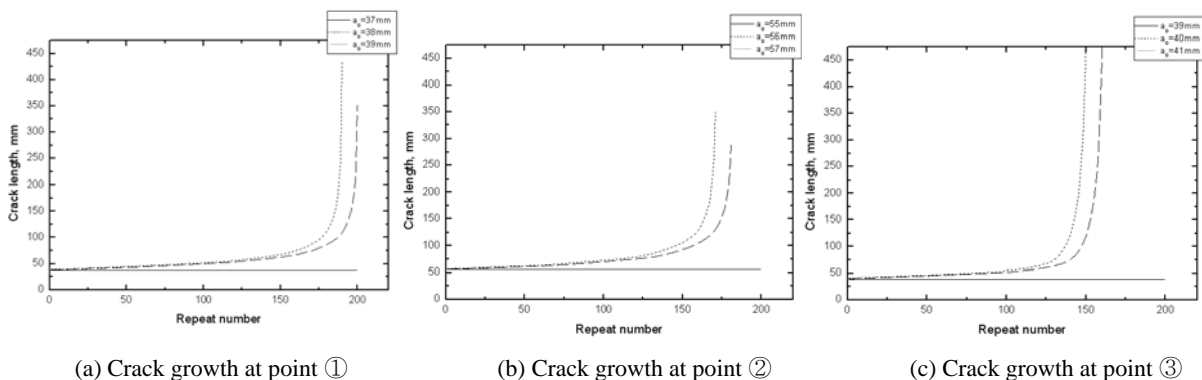 a₀=37mm
a₀=38mm
a₀=39mm
450
400
350
300
250
200
150
100
50
0
Crack length, mm
0 50 100 150 200
Repeat number
(a) Crack growth at point ①
a₀=55mm
a₀=56mm
a₀=57mm
450
400
350
300
250
200
150
100
50
0
Crack length, mm
0 50 100 150 200
Repeat number
(b) Crack growth at point ②
a₀=39mm
a₀=40mm
a₀=41mm
450
400
350
300
250
200
150
100
50
0
Crack length, mm
0 50 100 150 200
Repeat number
(c) Crack growth at point ③